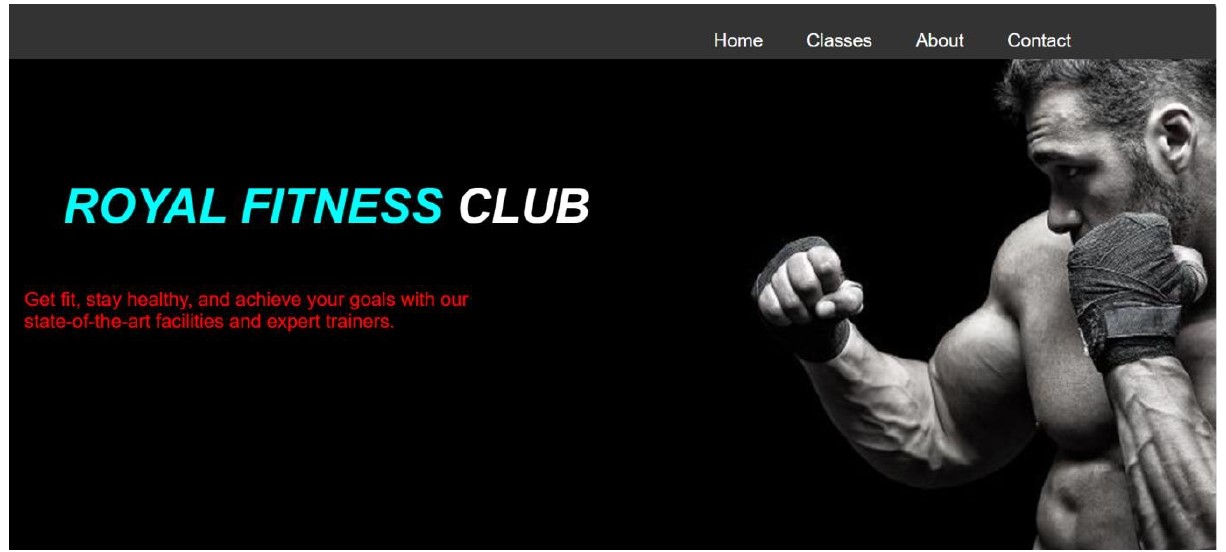 Home Classes About Contact
ROYAL FITNESS CLUB
Get fit, stay healthy, and achieve your goals with our
state-of-the-art facilities and expert trainers.